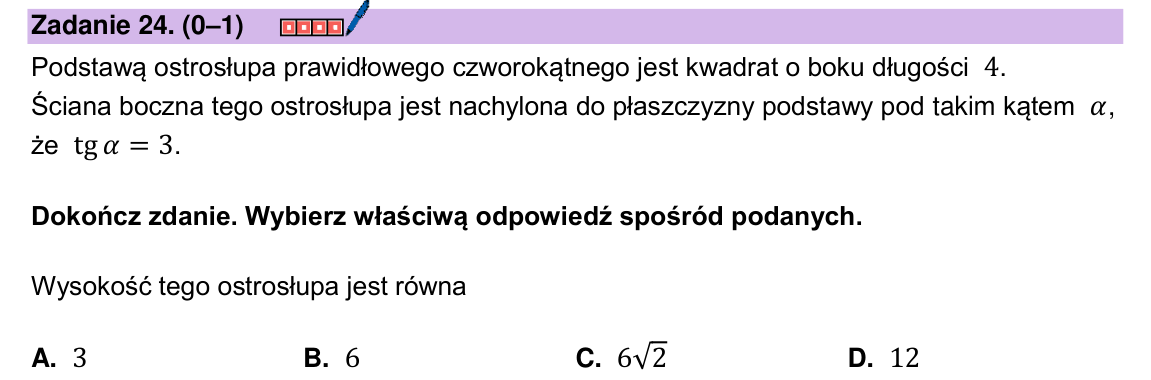 Zadanie 24. (0–1)
Podstawą ostrosłupa prawidłowego czworokątnego jest kwadrat o boku długości 4.
Ściana boczna tego ostrosłupa jest nachylona do płaszczyzny podstawy pod takim kątem α,
że tg α = 3.
Dokończ zdanie. Wybierz właściwą odpowiedź spośród podanych.
Wysokość tego ostrosłupa jest równa
A. 3 B. 6 C. 6√2 D. 12